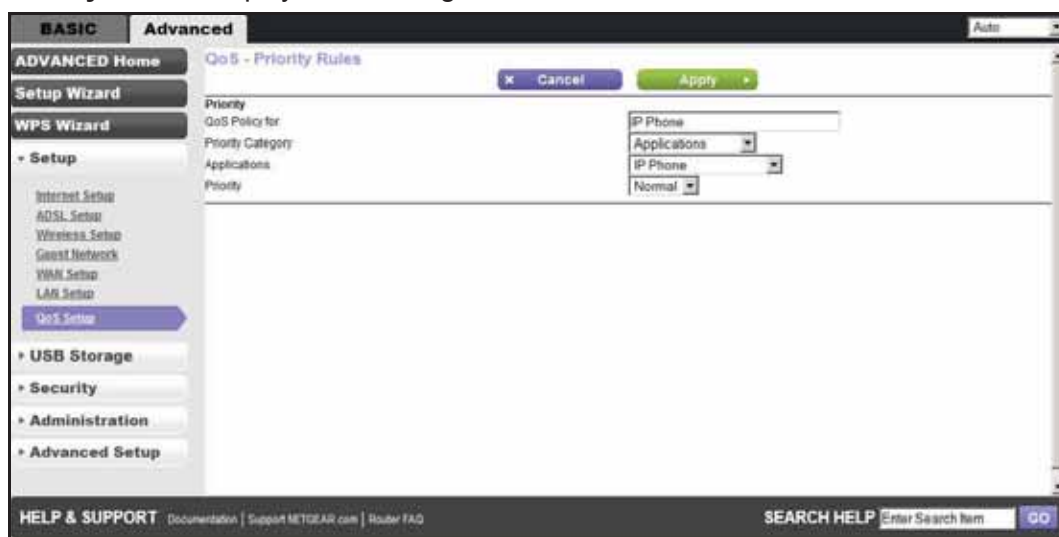 BASIC Advanced Auto
ADVANCED Home
Setup Wizard
WPS Wizard
Setup
Internet Setup
ADSL Setup
Wireless Setup
Guest Network
WAN Setup
LAN Setup
QoS Setup
USB Storage
Security
Administration
Advanced Setup
QoS - Priority Rules
× Cancel Apply
Priority
QoS Policy for IP Phone
Priority Category Applications
Applications IP Phone
Priority Normal
HELP & SUPPORT Documentation | Support NETGEAR com | Router FAQ SEARCH HELP Enter Search Item GO